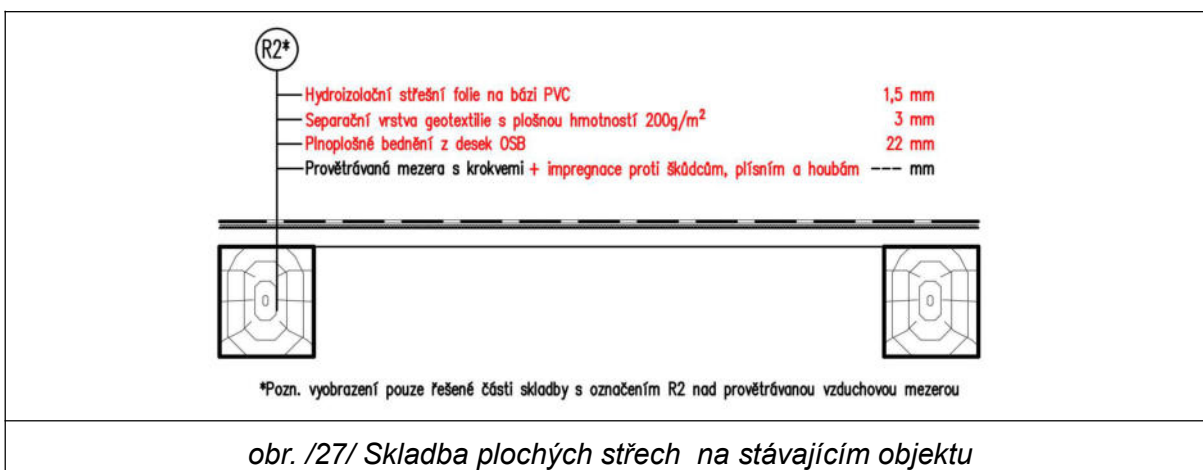 R2*
Hydroizolační střešní folie na bázi PVC 1,5 mm
Separační vrstva geotextilie s plošnou hmotností 200g/m² 3 mm
Plnoplošné bednění z desek OSB 22 mm
Provětrávaná mezera s krokvemi + impregnace proti škůdcům, plísním a houbám --- mm
*Pozn. vyobrazení pouze řešené části skladby s označením R2 nad provětrávanou vzduchovou mezerou
obr. /27/ Skladba plochých střech na stávajícím objektu